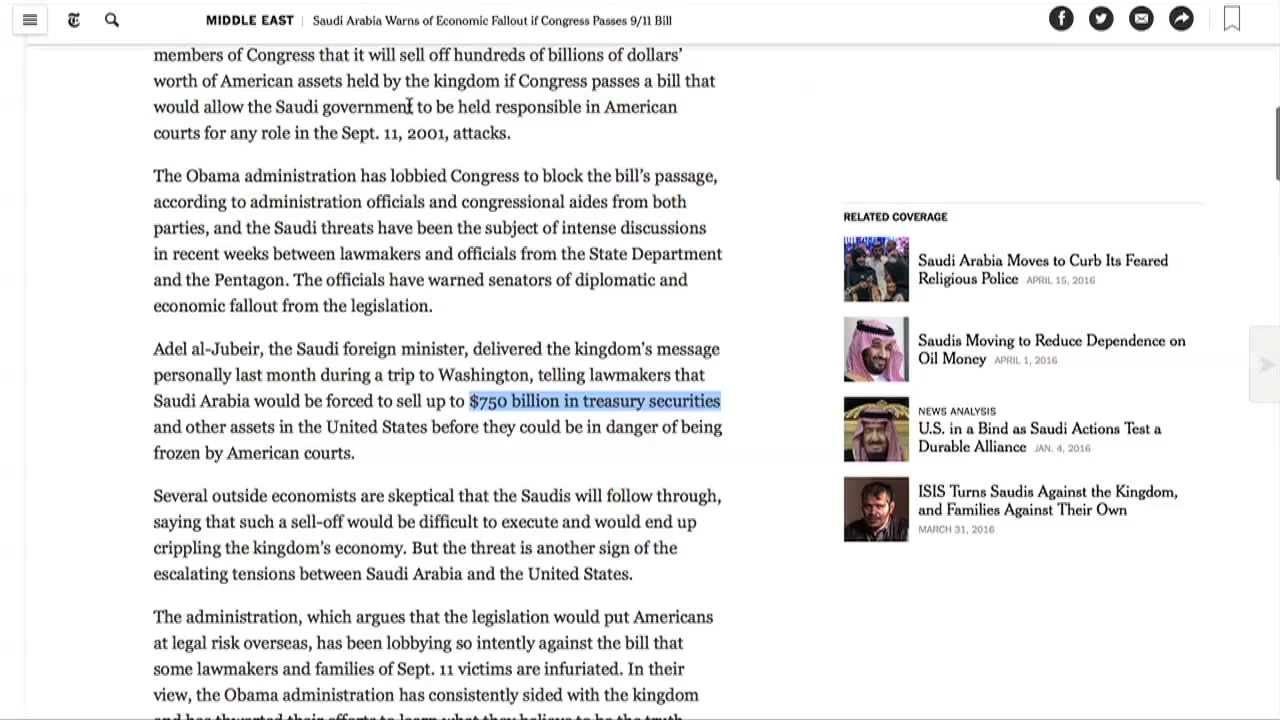 MIDDLE EAST | Saudi Arabia Warns of Economic Fallout if Congress Passes 9/11 Bill
members of Congress that it will sell off hundreds of billions of dollars’
worth of American assets held by the kingdom if Congress passes a bill that
would allow the Saudi government to be held responsible in American
courts for any role in the Sept. 11, 2001, attacks.
The Obama administration has lobbied Congress to block the bill’s passage,
according to administration officials and congressional aides from both
parties, and the Saudi threats have been the subject of intense discussions
in recent weeks between lawmakers and officials from the State Department
and the Pentagon. The officials have warned senators of diplomatic and
economic fallout from the legislation.
Adel al-Jubeir, the Saudi foreign minister, delivered the kingdom’s message
personally last month during a trip to Washington, telling lawmakers that
Saudi Arabia would be forced to sell up to $750 billion in treasury securities
and other assets in the United States before they could be in danger of being
frozen by American courts.
Several outside economists are skeptical that the Saudis will follow through,
saying that such a sell-off would be difficult to execute and would end up
crippling the kingdom’s economy. But the threat is another sign of the
escalating tensions between Saudi Arabia and the United States.
The administration, which argues that the legislation would put Americans
at legal risk overseas, has been lobbying so intently against the bill that
some lawmakers and families of Sept. 11 victims are infuriated. In their
view, the Obama administration has consistently sided with the kingdom
and has thwarted their efforts to learn what they believe to be the truth
RELATED COVERAGE
Saudi Arabia Moves to Curb Its Feared
Religious Police APRIL 15, 2016
Saudis Moving to Reduce Dependence on
Oil Money APRIL 1, 2016
NEWS ANALYSIS
U.S. in a Bind as Saudi Actions Test a
Durable Alliance JAN. 4, 2016
ISIS Turns Saudis Against the Kingdom,
and Families Against Their Own
MARCH 31, 2016